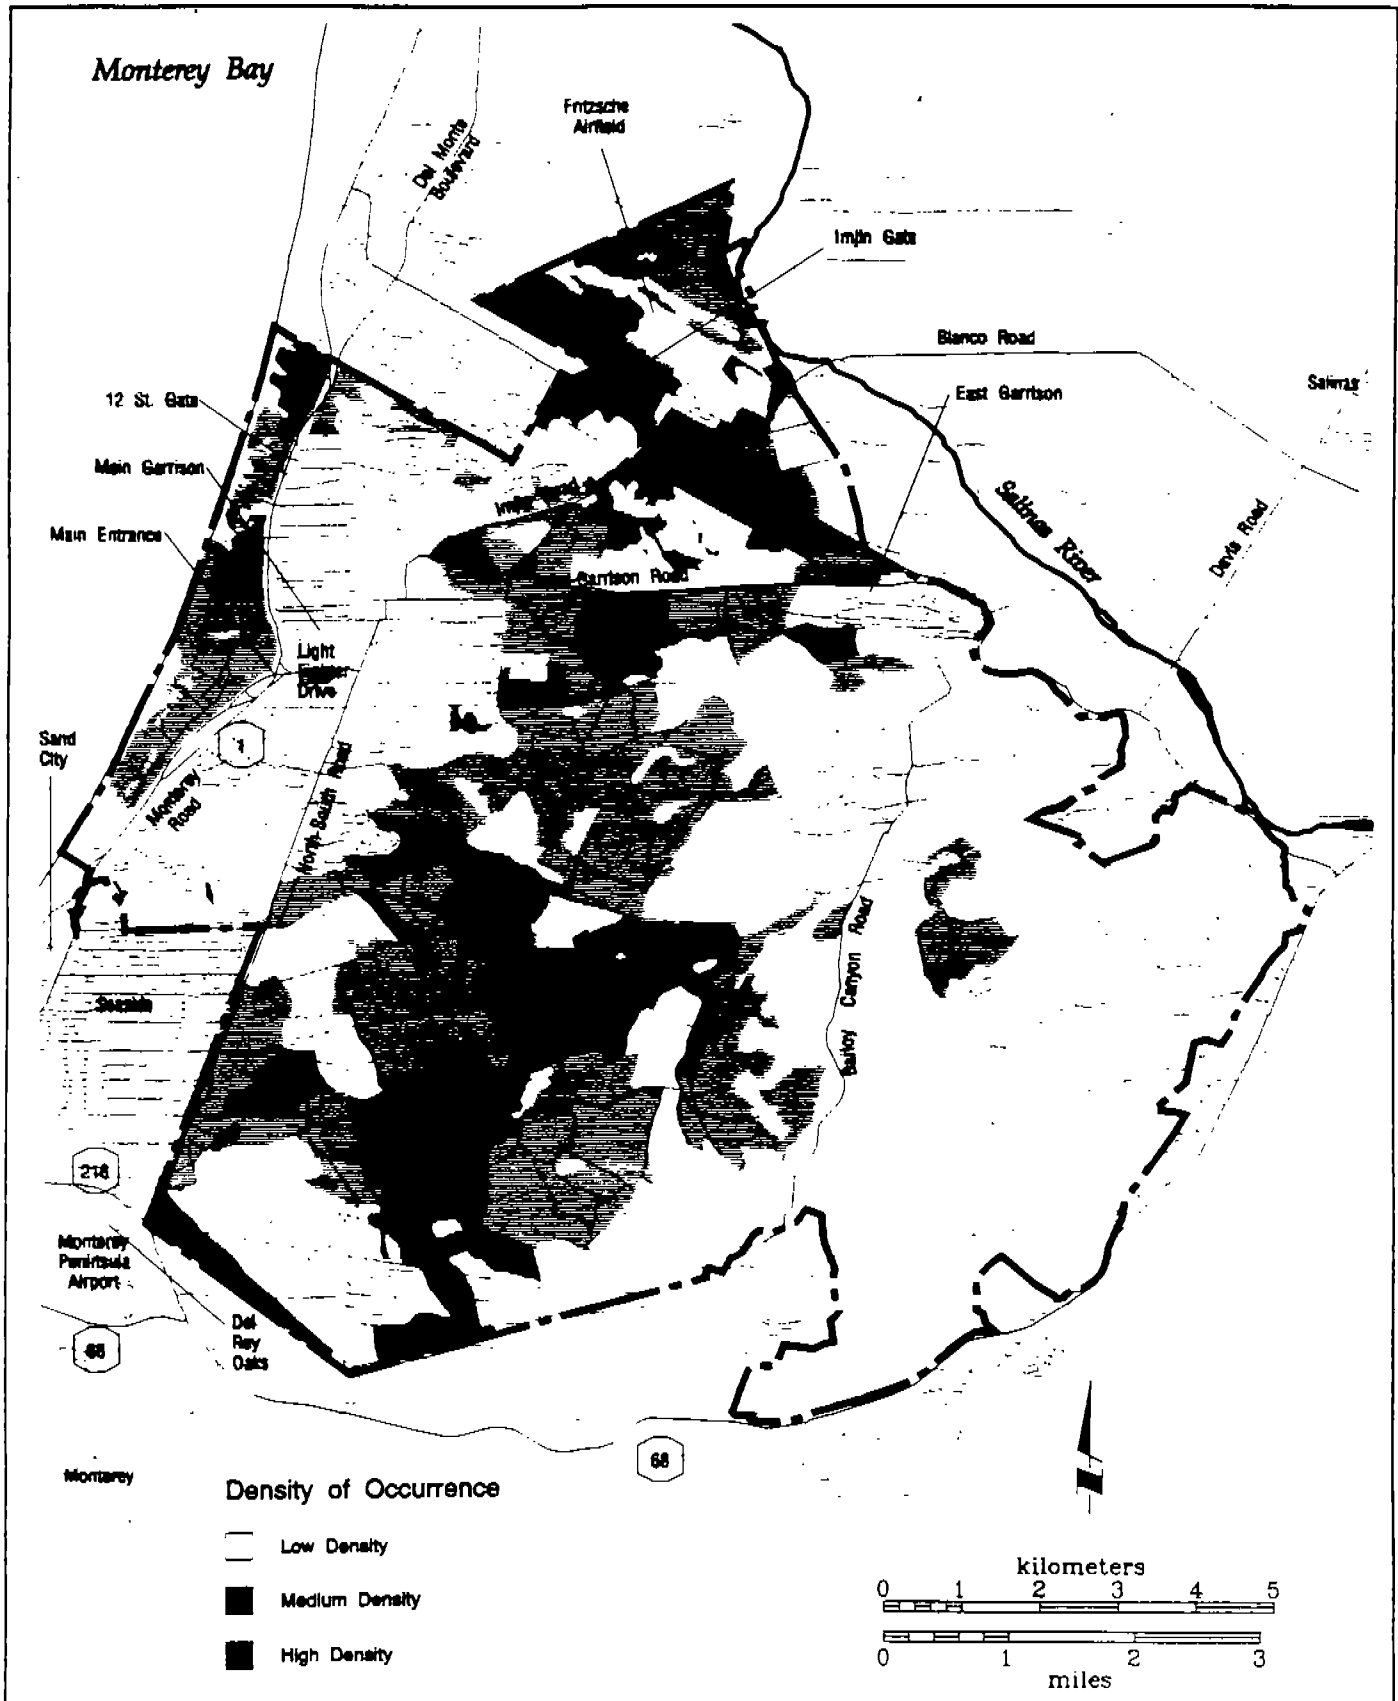 Monterey Bay
Fritzsche
Airfield
Del Monte
Boulevard
Imjin Gate
Blanco Road
Salinas
12 St. Gate
East Garrison
Main Garrison
Salinas River
Main Entrance
Davis Road
Garrison Road
Light
Drive
Sand
City
1
Monterey
Road
North-South Road
Barloy Canyon Road
Seaside
218
Monterey
Peninsula
Airport
Del
Rey
Oaks
68
68
Monterey
Density of Occurrence
Low Density
Medium Density
High Density
kilometers
0 1 2 3 4 5
0 1 2 3
miles